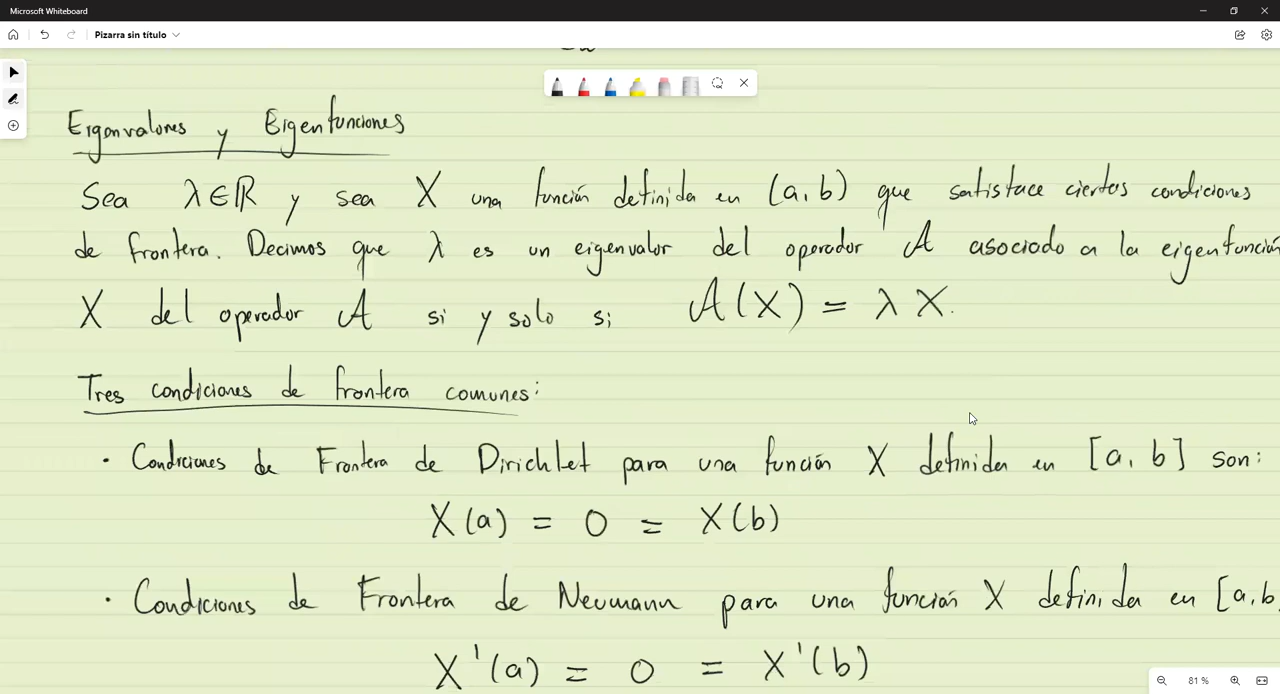 Microsoft Whiteboard
Pizarra sin título
Eigenvalores y Eigenfunciones
Sea λ∈ℝ y sea X una función definida en (a,b) que satisface ciertas condiciones
de frontera. Decimos que λ es un eigenvalor del operador 𝒜 asociado a la eigenfunción
X del operador 𝒜 si y solo si 𝒜(X) = λX.
Tres condiciones de frontera comunes:
· Condiciones de Frontera de Dirichlet para una función X definida en [a,b] son:
X(a) = 0 = X(b)
· Condiciones de Frontera de Neumann para una función X definida en [a,b
X'(a) = 0 = X'(b)
81 %